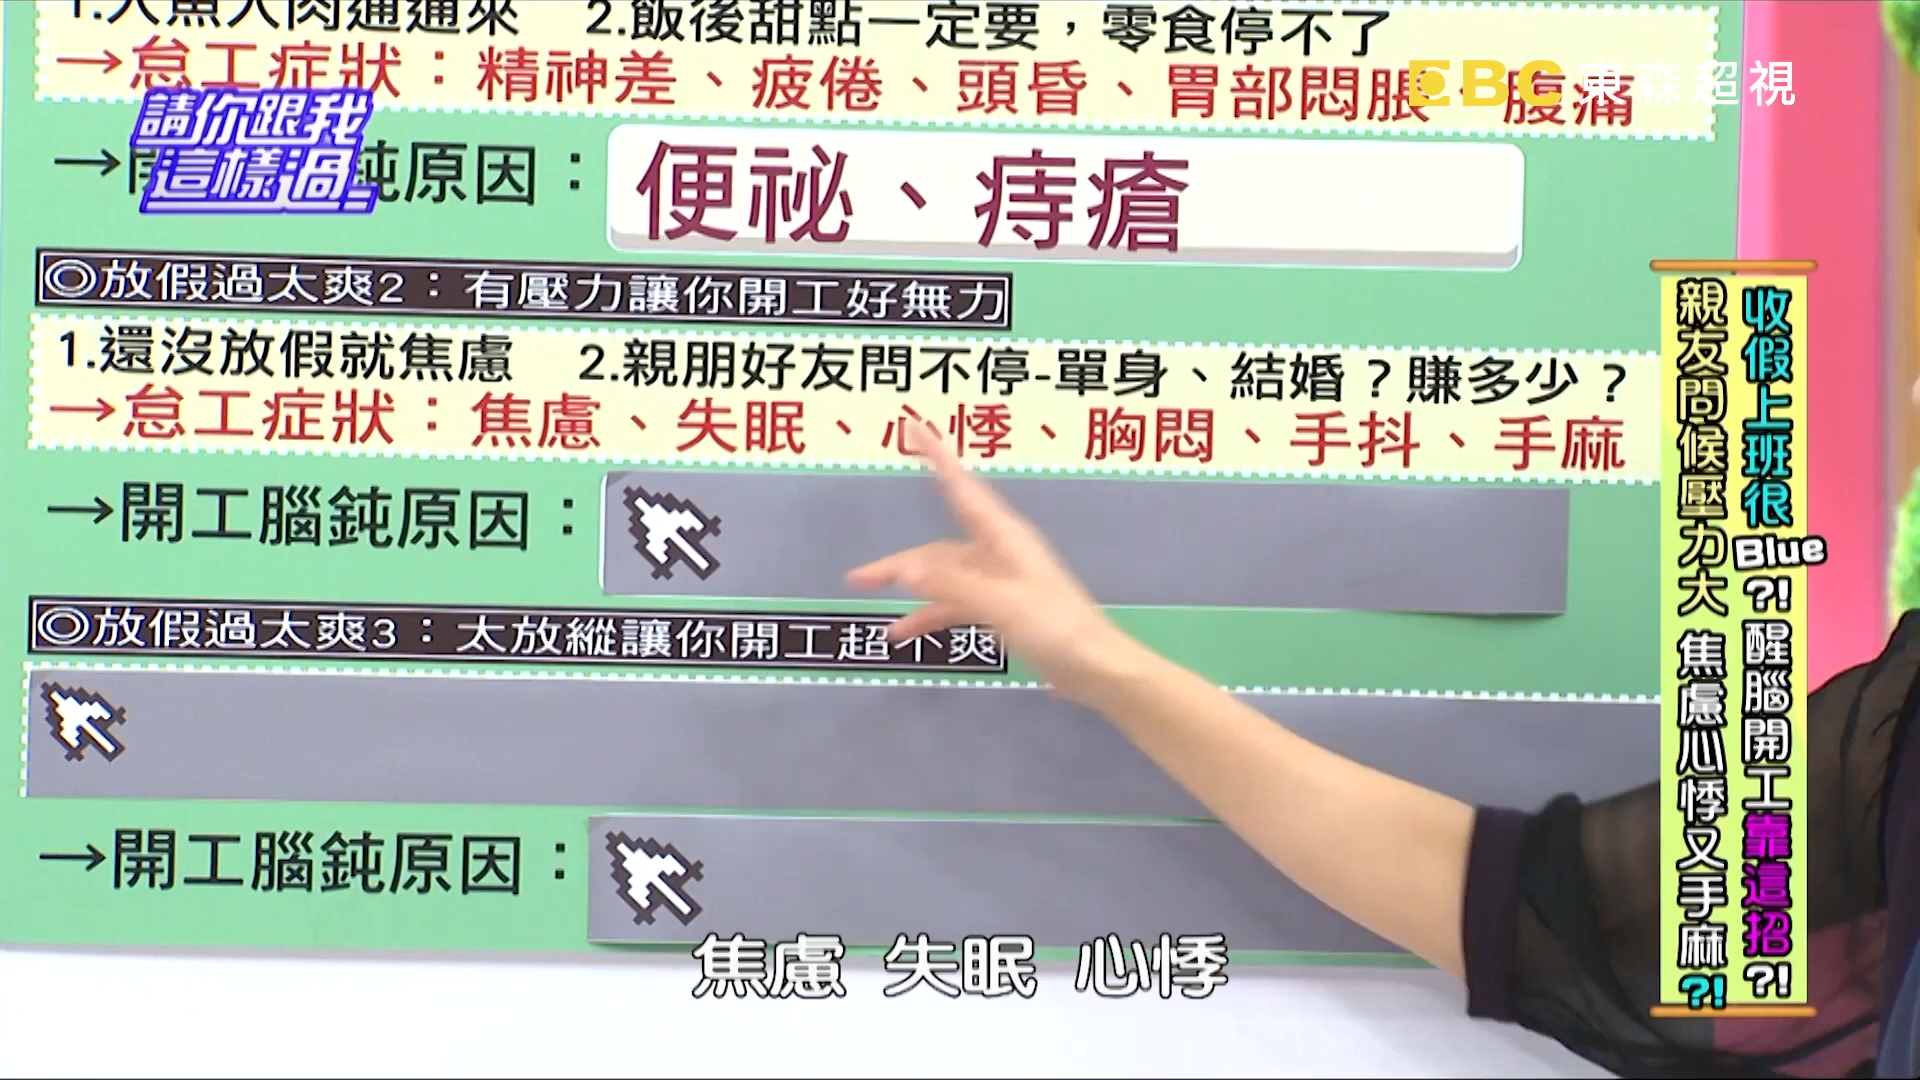 1.大魚大肉通通來 2.飯後甜點一定要，零食停不了
→怠工症狀：精神差、疲倦、頭昏、胃部悶脹、腹痛
EBC 東森超視
請你跟我
這樣過
→開 鈍原因：
便祕、痔瘡
◎放假過太爽2：有壓力讓你開工好無力
1.還沒放假就焦慮 2.親朋好友問不停-單身、結婚？賺多少？
→怠工症狀：焦慮、失眠、心悸、胸悶、手抖、手麻
→開工腦鈍原因：
◎放假過太爽3：太放縱讓你開工超不爽
→開工腦鈍原因：
收假上班很Blue?!醒腦開工靠這招?!
親友問候壓力大 焦慮心悸又手麻?!
焦慮 失眠 心悸